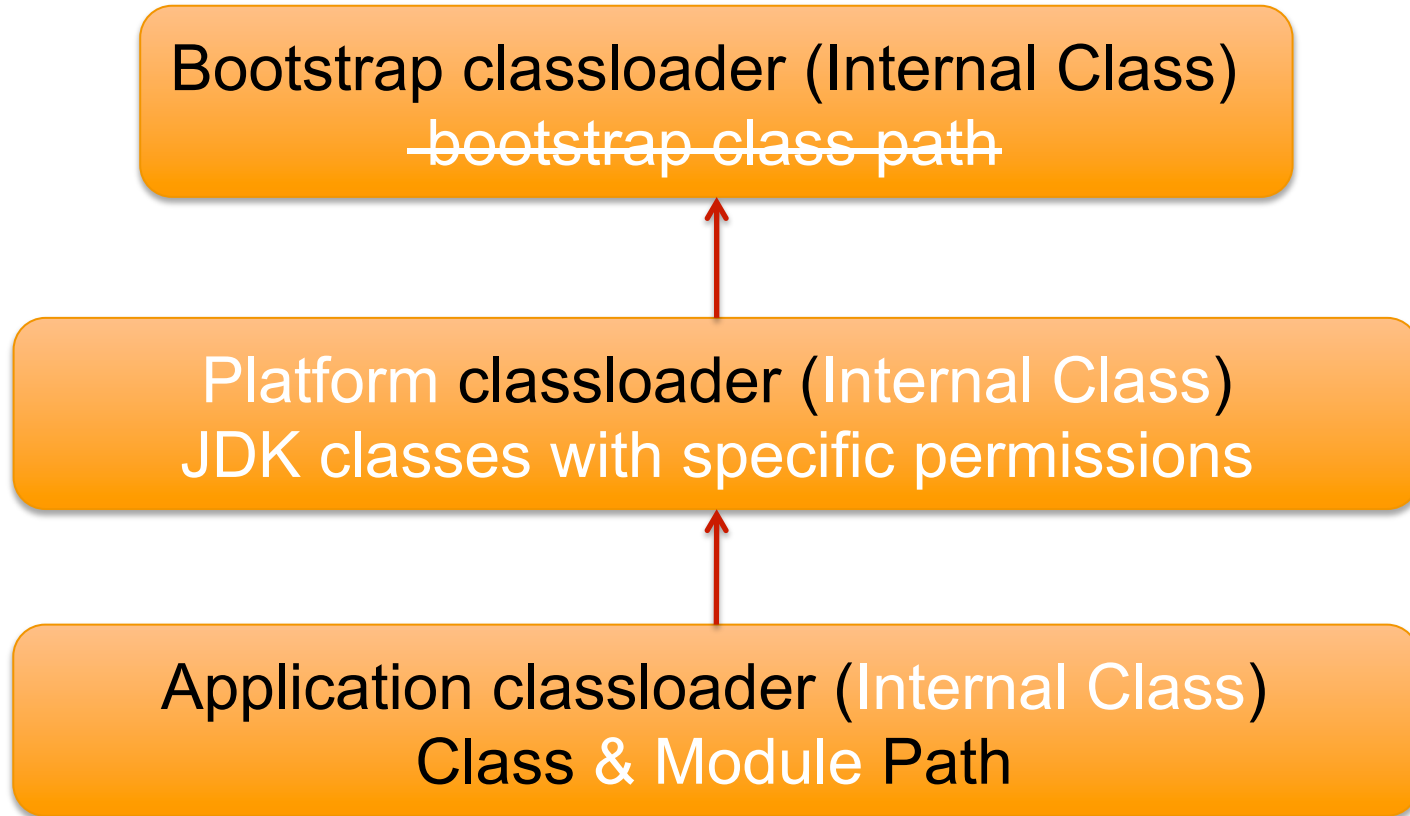 Bootstrap classloader (Internal Class)
bootstrap class path
Platform classloader (Internal Class)
JDK classes with specific permissions
Application classloader (Internal Class)
Class & Module Path